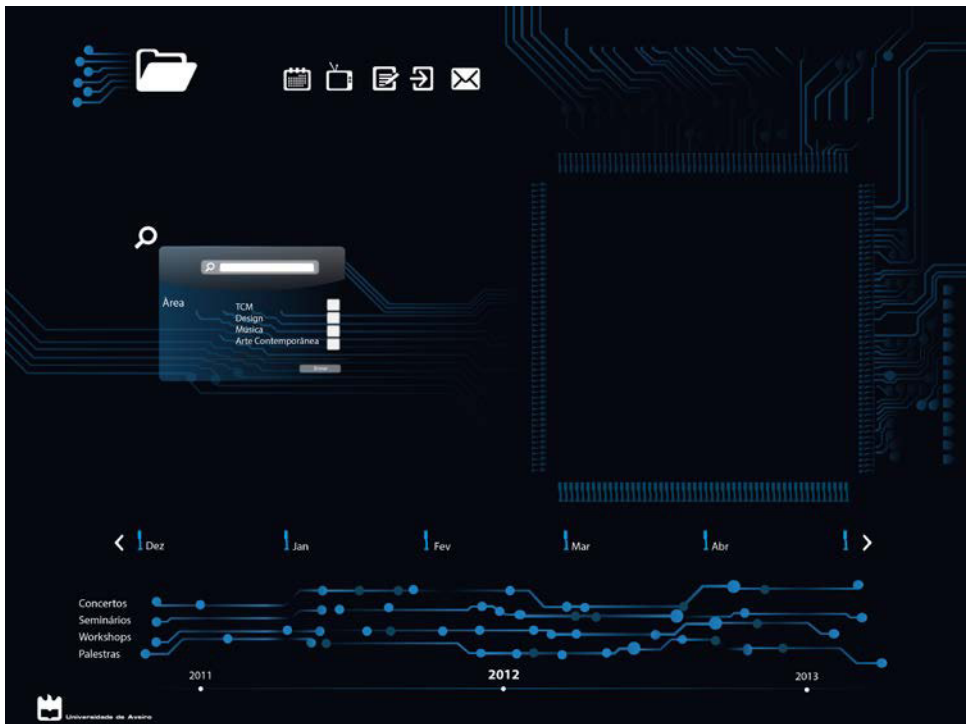 Área
TCM
Design
Música
Arte Contemporânea
Dez
Jan
Fev
Mar
Abr
Concertos
Seminários
Workshops
Palestras
2011
2012
2013
Universidade de Aveiro